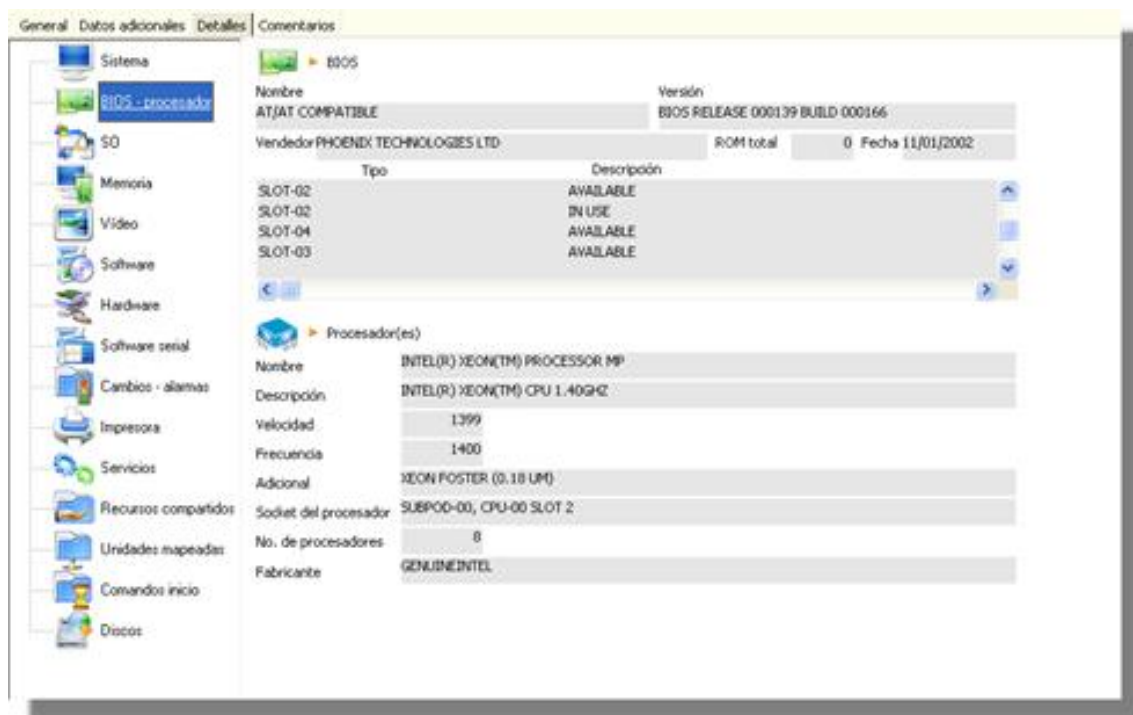 General Datos adicionales Detalles Comentarios
Sistema
BIOS - procesador
SO
Memoria
Vídeo
Software
Hardware
Software serial
Cambios - alarmas
Impresora
Servicios
Recursos compartidos
Unidades mapeadas
Comandos inicio
Discos
BIOS
Nombre Versión
AT/AT COMPATIBLE BIOS RELEASE 000139 BUILD 000166
Vendedor PHOENIX TECHNOLOGIES LTD ROM total 0 Fecha 11/01/2002
Tipo Descripción
SLOT-02 AVAILABLE
SLOT-02 IN USE
SLOT-04 AVAILABLE
SLOT-03 AVAILABLE
Procesador(es)
Nombre INTEL(R) XEON(TM) PROCESSOR MP
Descripción INTEL(R) XEON(TM) CPU 1.40GHZ
Velocidad 1399
Frecuencia 1400
Adicional XEON FOSTER (0.18 UM)
Socket del procesador SUBPOD-00, CPU-00 SLOT 2
No. de procesadores 8
Fabricante GENUINEINTEL